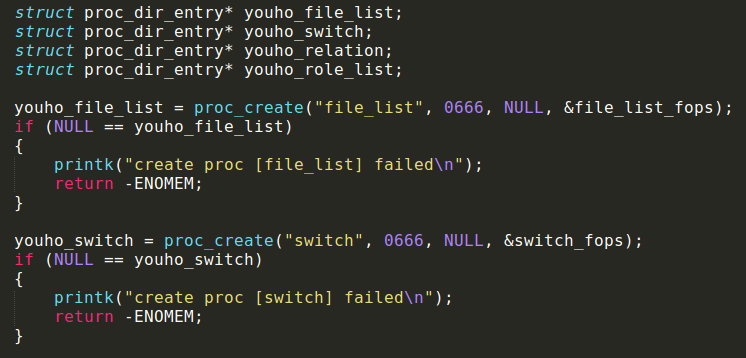 struct proc_dir_entry* youho_file_list;
struct proc_dir_entry* youho_switch;
struct proc_dir_entry* youho_relation;
struct proc_dir_entry* youho_role_list;

youho_file_list = proc_create("file_list", 0666, NULL, &file_list_fops);
if (NULL == youho_file_list)
{
    printk("create proc [file_list] failed\n");
    return -ENOMEM;
}

youho_switch = proc_create("switch", 0666, NULL, &switch_fops);
if (NULL == youho_switch)
{
    printk("create proc [switch] failed\n");
    return -ENOMEM;
}